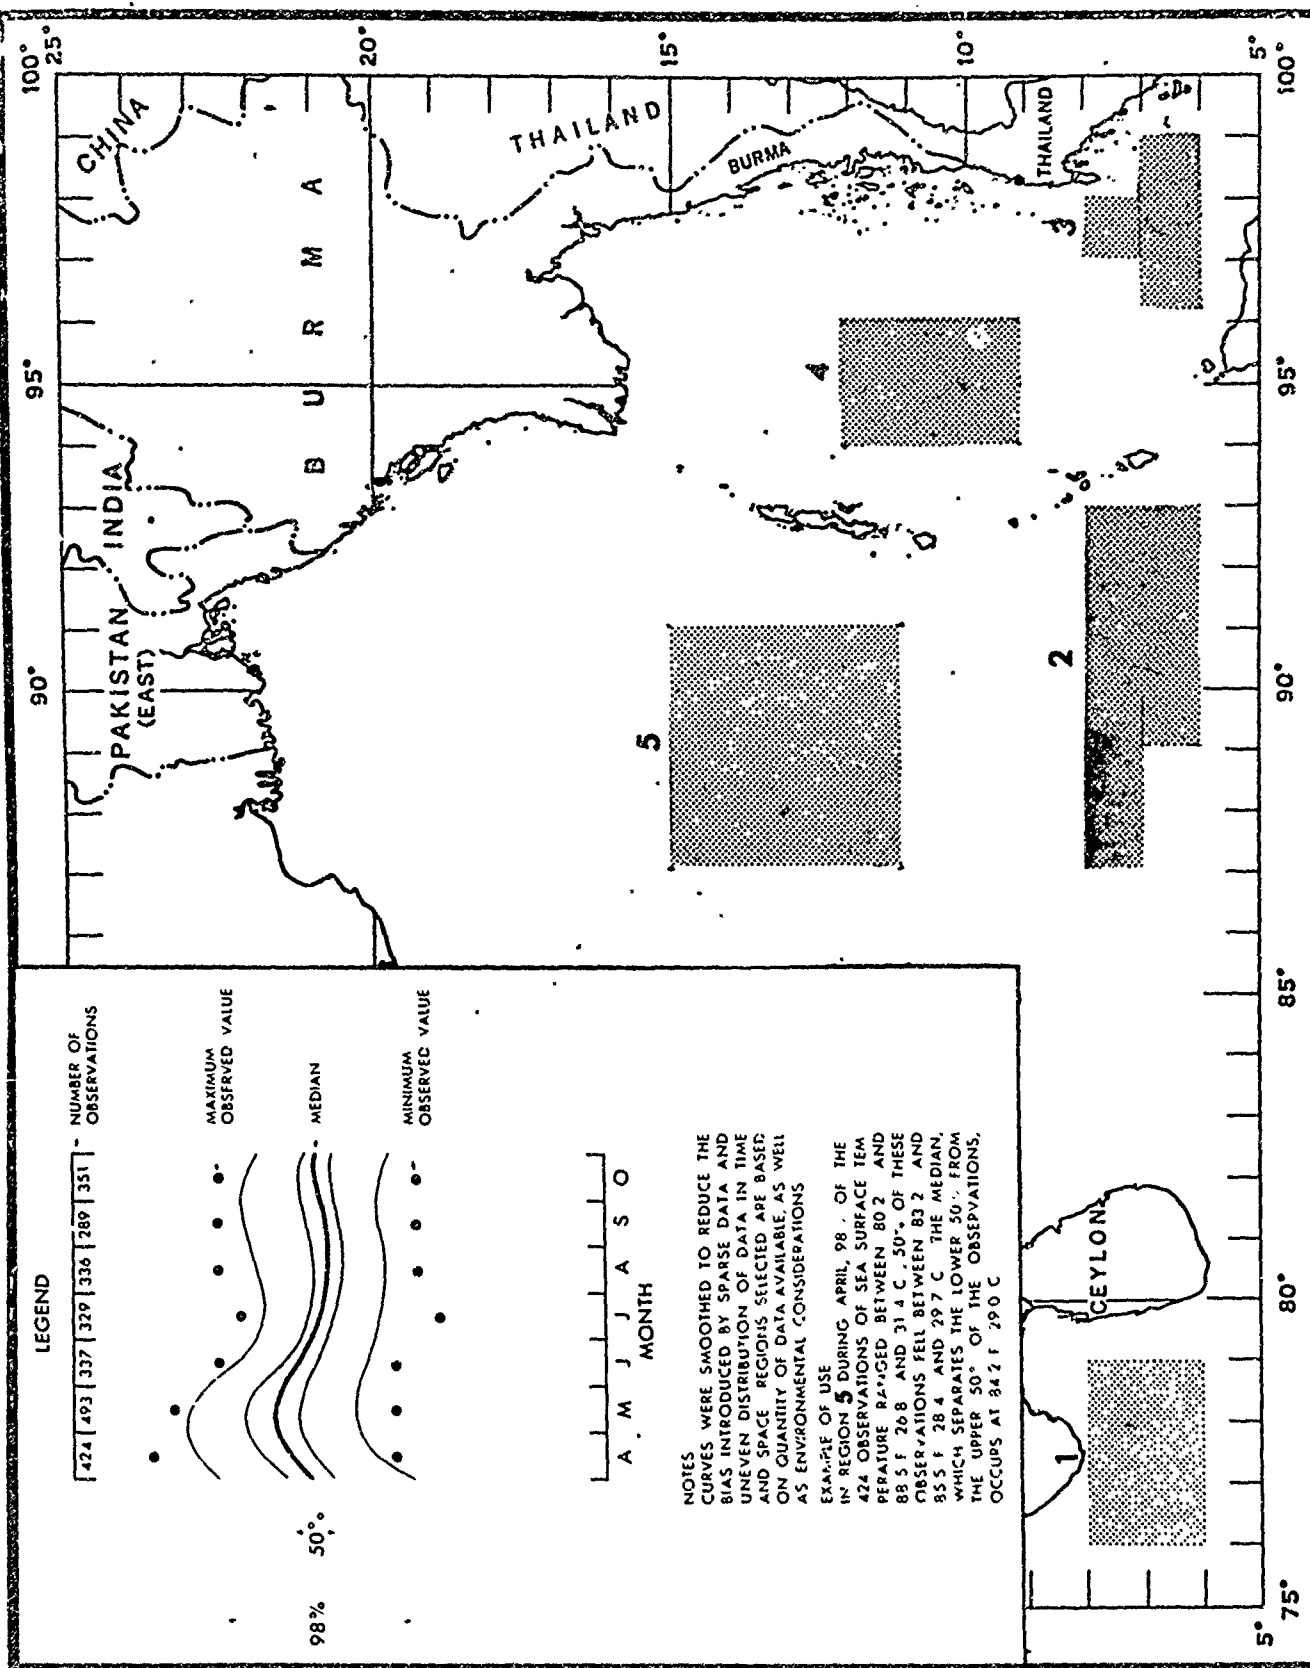 LEGEND
424 | 493 | 337 | 329 | 336 | 289 | 351
NUMBER OF
OBSERVATIONS
MAXIMUM
OBSERVED VALUE
98%
50%
MEDIAN
MINIMUM
OBSERVED VALUE
A M J J A S O
MONTH
NOTES
CURVES WERE SMOOTHED TO REDUCE THE
BIAS INTRODUCED BY SPARSE DATA AND
UNEVEN DISTRIBUTION OF DATA IN TIME
AND SPACE REGIONS SELECTED ARE BASED
ON QUANTITY OF DATA AVAILABLE, AS WELL
AS ENVIRONMENTAL CONSIDERATIONS
EXAMPLE OF USE
IN REGION 5 DURING APRIL, 98% OF THE
424 OBSERVATIONS OF SEA SURFACE TEM
PERATURE RANGED BETWEEN 80 2 AND
88 5 F 26 8 AND 31 4 C, 50% OF THESE
OBSERVATIONS FELL BETWEEN 83 2 AND
85 5 F 28 4 AND 29 7 C THE MEDIAN,
WHICH SEPARATES THE LOWER 50% FROM
THE UPPER 50% OF THE OBSERVATIONS,
OCCURS AT 84 2 F 29 0 C
90°
95°
100°
25°
20°
15°
10°
5°
CHINA
INDIA
PAKISTAN
(EAST)
BURMA
THAILAND
BURMA
THAILAND
CEYLON
1
2
3
4
5
5°
75°
80°
85°
90°
95°
100°